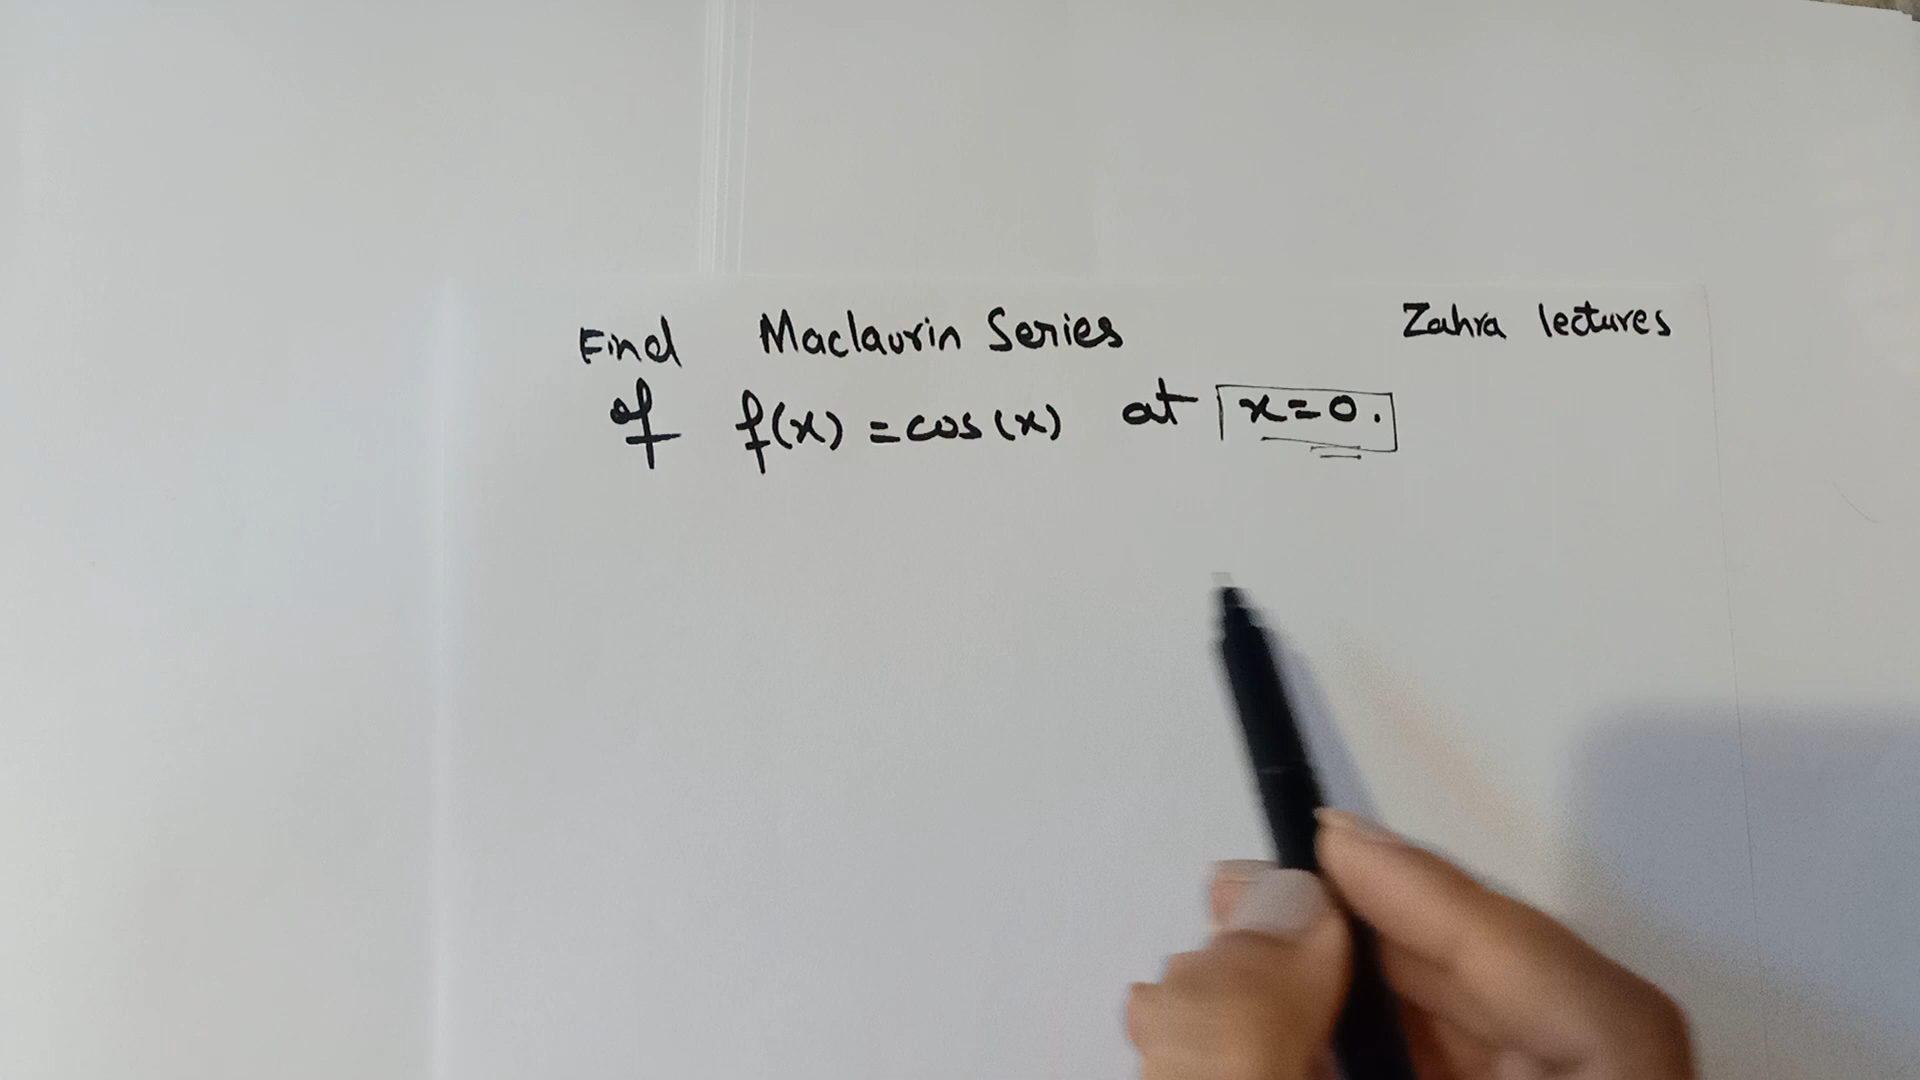 Find Maclaurin Series
Zahra lectures
of f(x) = cos(x) at x=0.